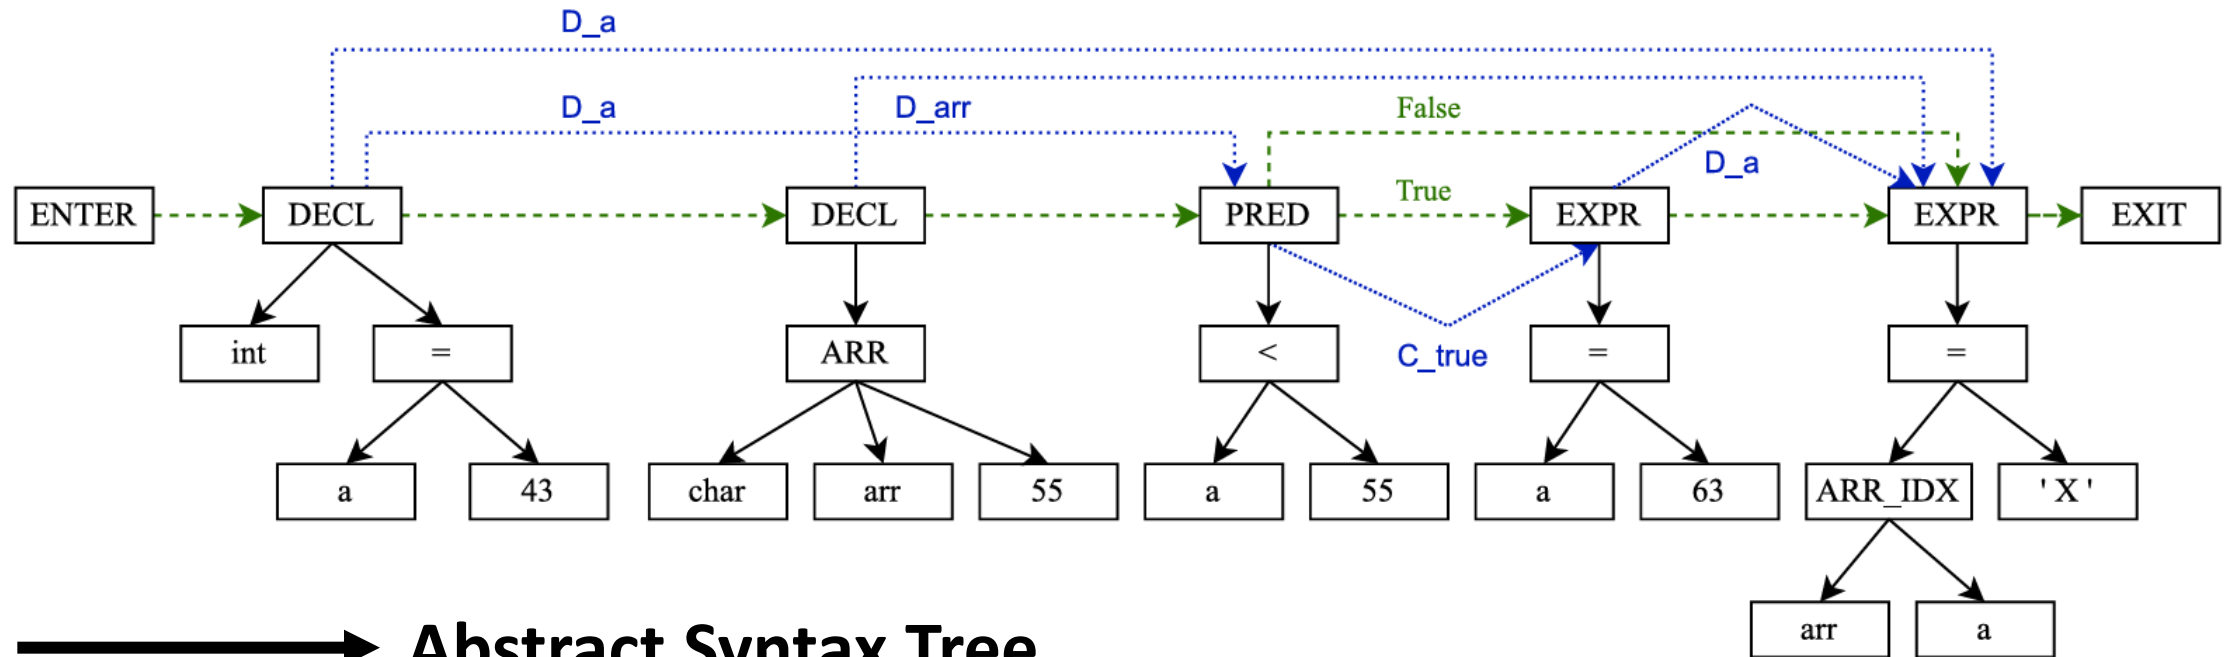 D_a
D_a D_arr False
D_a
True
ENTER DECL DECL PRED EXPR EXPR EXIT
int = ARR < C_true = =
a 43 char arr 55 a 55 a 63 ARR_IDX ' X '
arr a
Abstract Syntax Tree